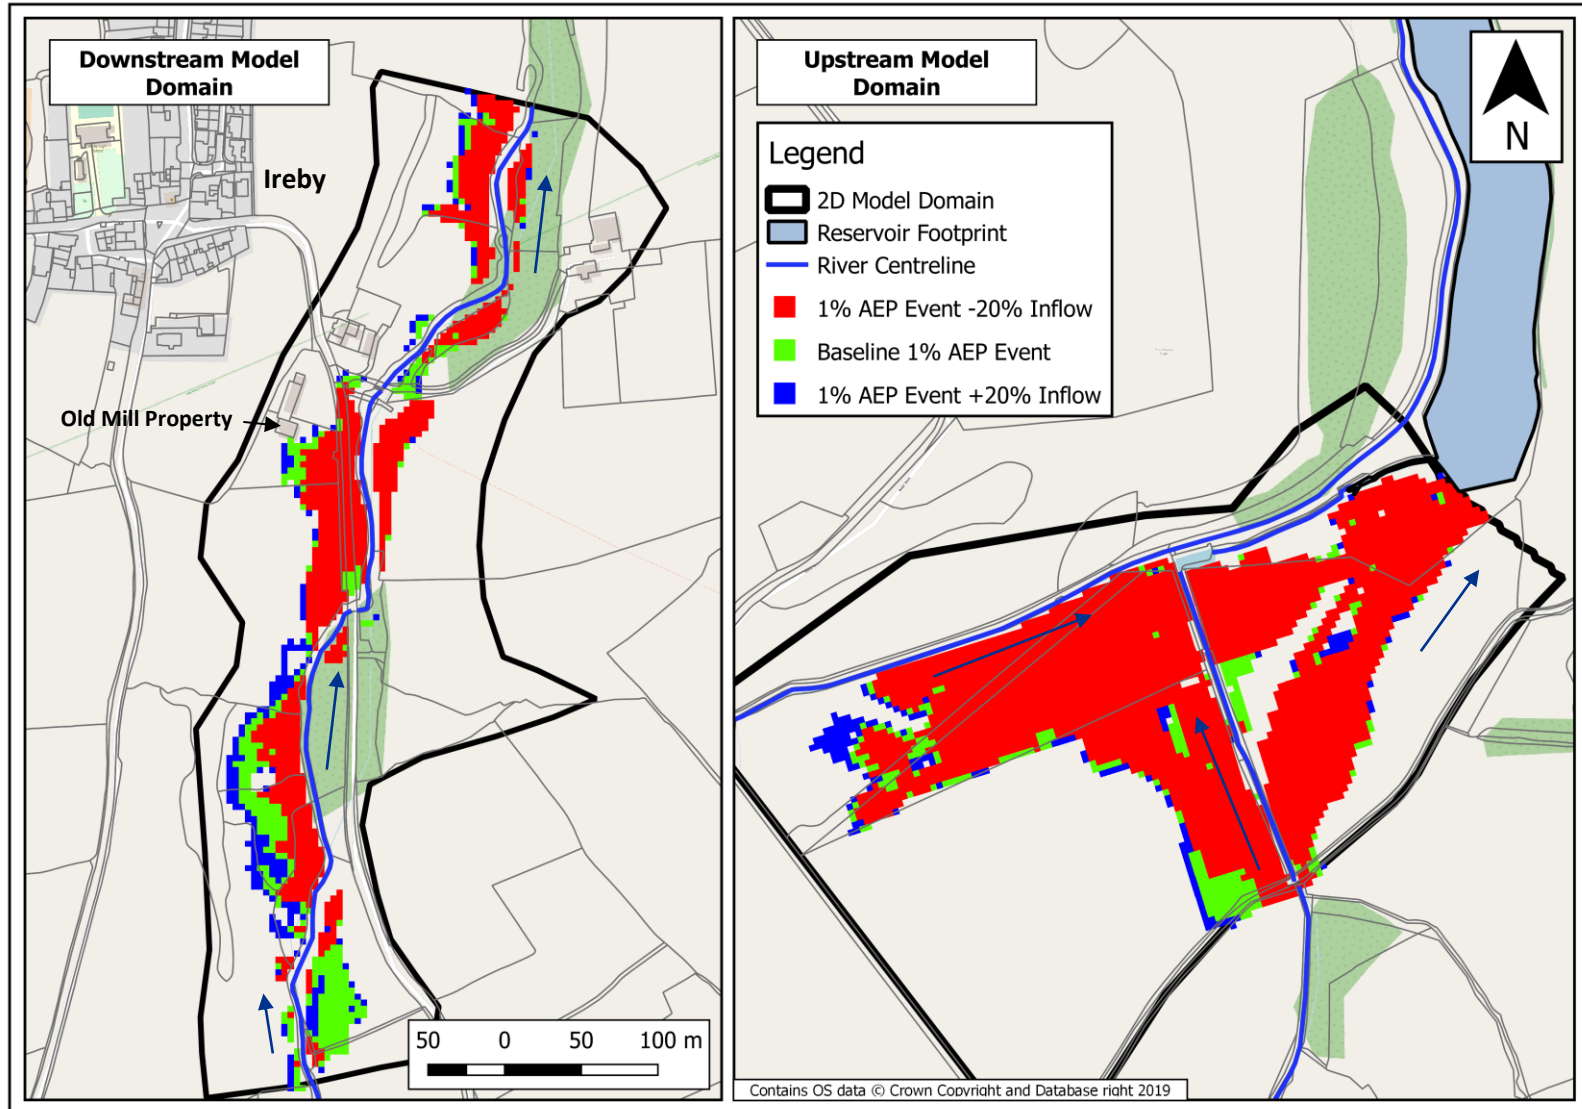 Downstream Model
Domain
Ireby
Old Mill Property
50 0 50 100 m
Upstream Model
Domain
N
Legend
2D Model Domain
Reservoir Footprint
River Centreline
1% AEP Event -20% Inflow
Baseline 1% AEP Event
1% AEP Event +20% Inflow
Contains OS data © Crown Copyright and Database right 2019